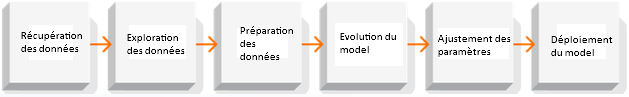 Récupération
des données
Exploration
des données
Préparation
des
données
Evolution du
model
Ajustement des
paramètres
Déploiement
du model